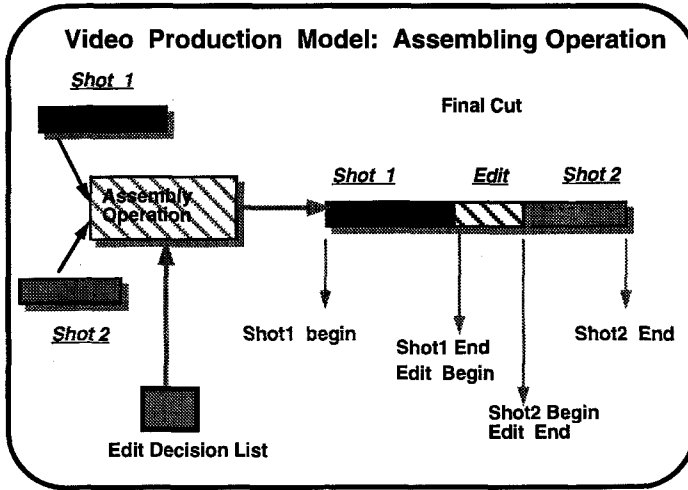 Video Production Model: Assembling Operation
Shot 1
Final Cut
Assembly
Operation
Shot 1
Edit
Shot 2
Shot 2
Shot1 begin
Shot1 End
Edit Begin
Shot2 End
Shot2 Begin
Edit End
Edit Decision List